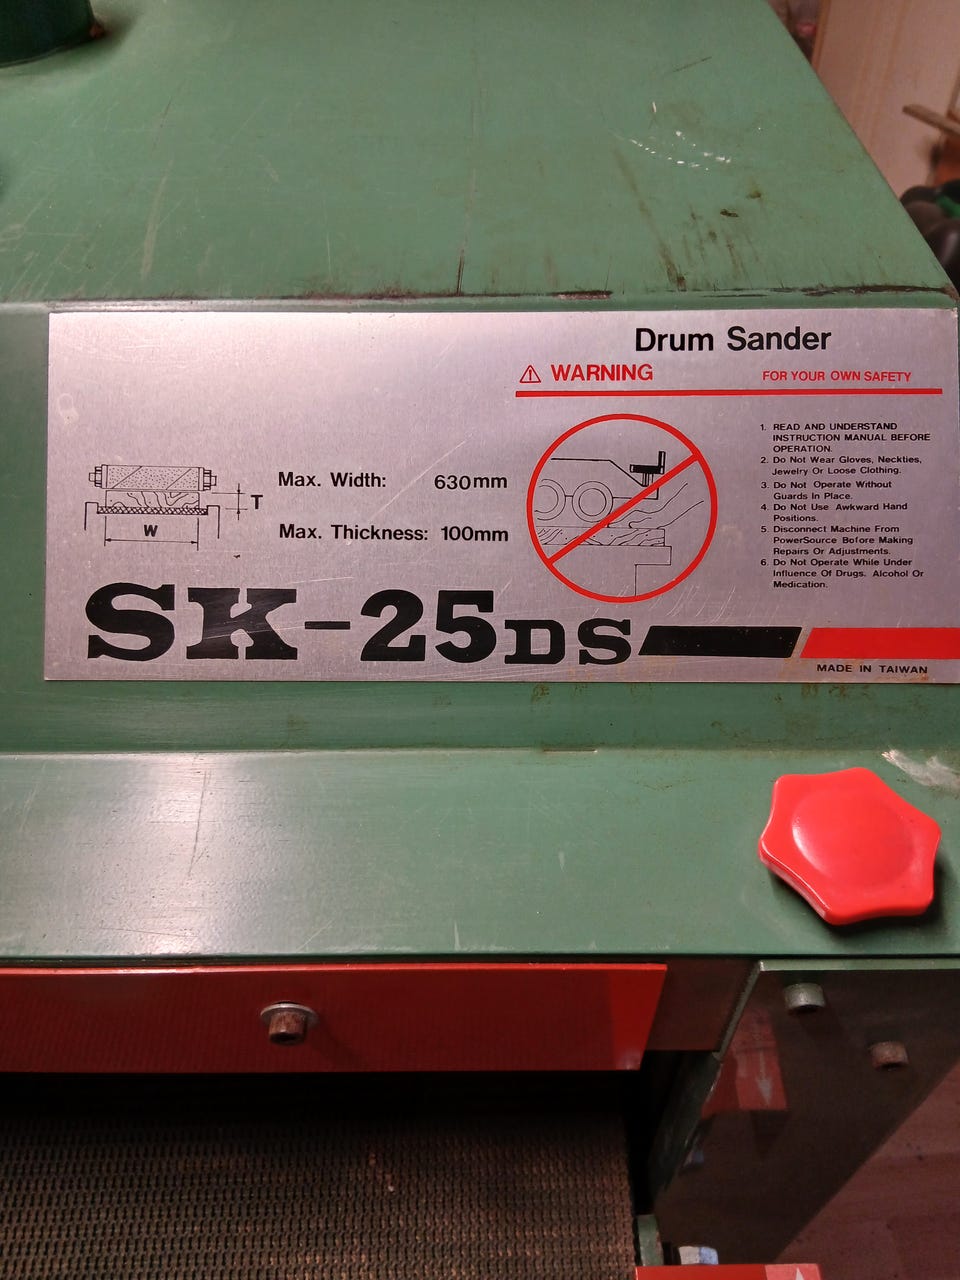 Drum Sander
⚠ WARNING FOR YOUR OWN SAFETY
1. READ AND UNDERSTAND
INSTRUCTION MANUAL BEFORE
OPERATION.
2. Do Not Wear Gloves, Neckties,
Jewelry Or Loose Clothing.
3. Do Not Operate Without
Guards In Place.
4. Do Not Use Awkward Hand
Positions.
5. Disconnect Machine From
PowerSource Before Making
Repairs Or Adjustments.
6. Do Not Operate While Under
Influence Of Drugs. Alcohol Or
Medication.
T
W
Max. Width: 630mm
Max. Thickness: 100mm
SK-25DS
MADE IN TAIWAN